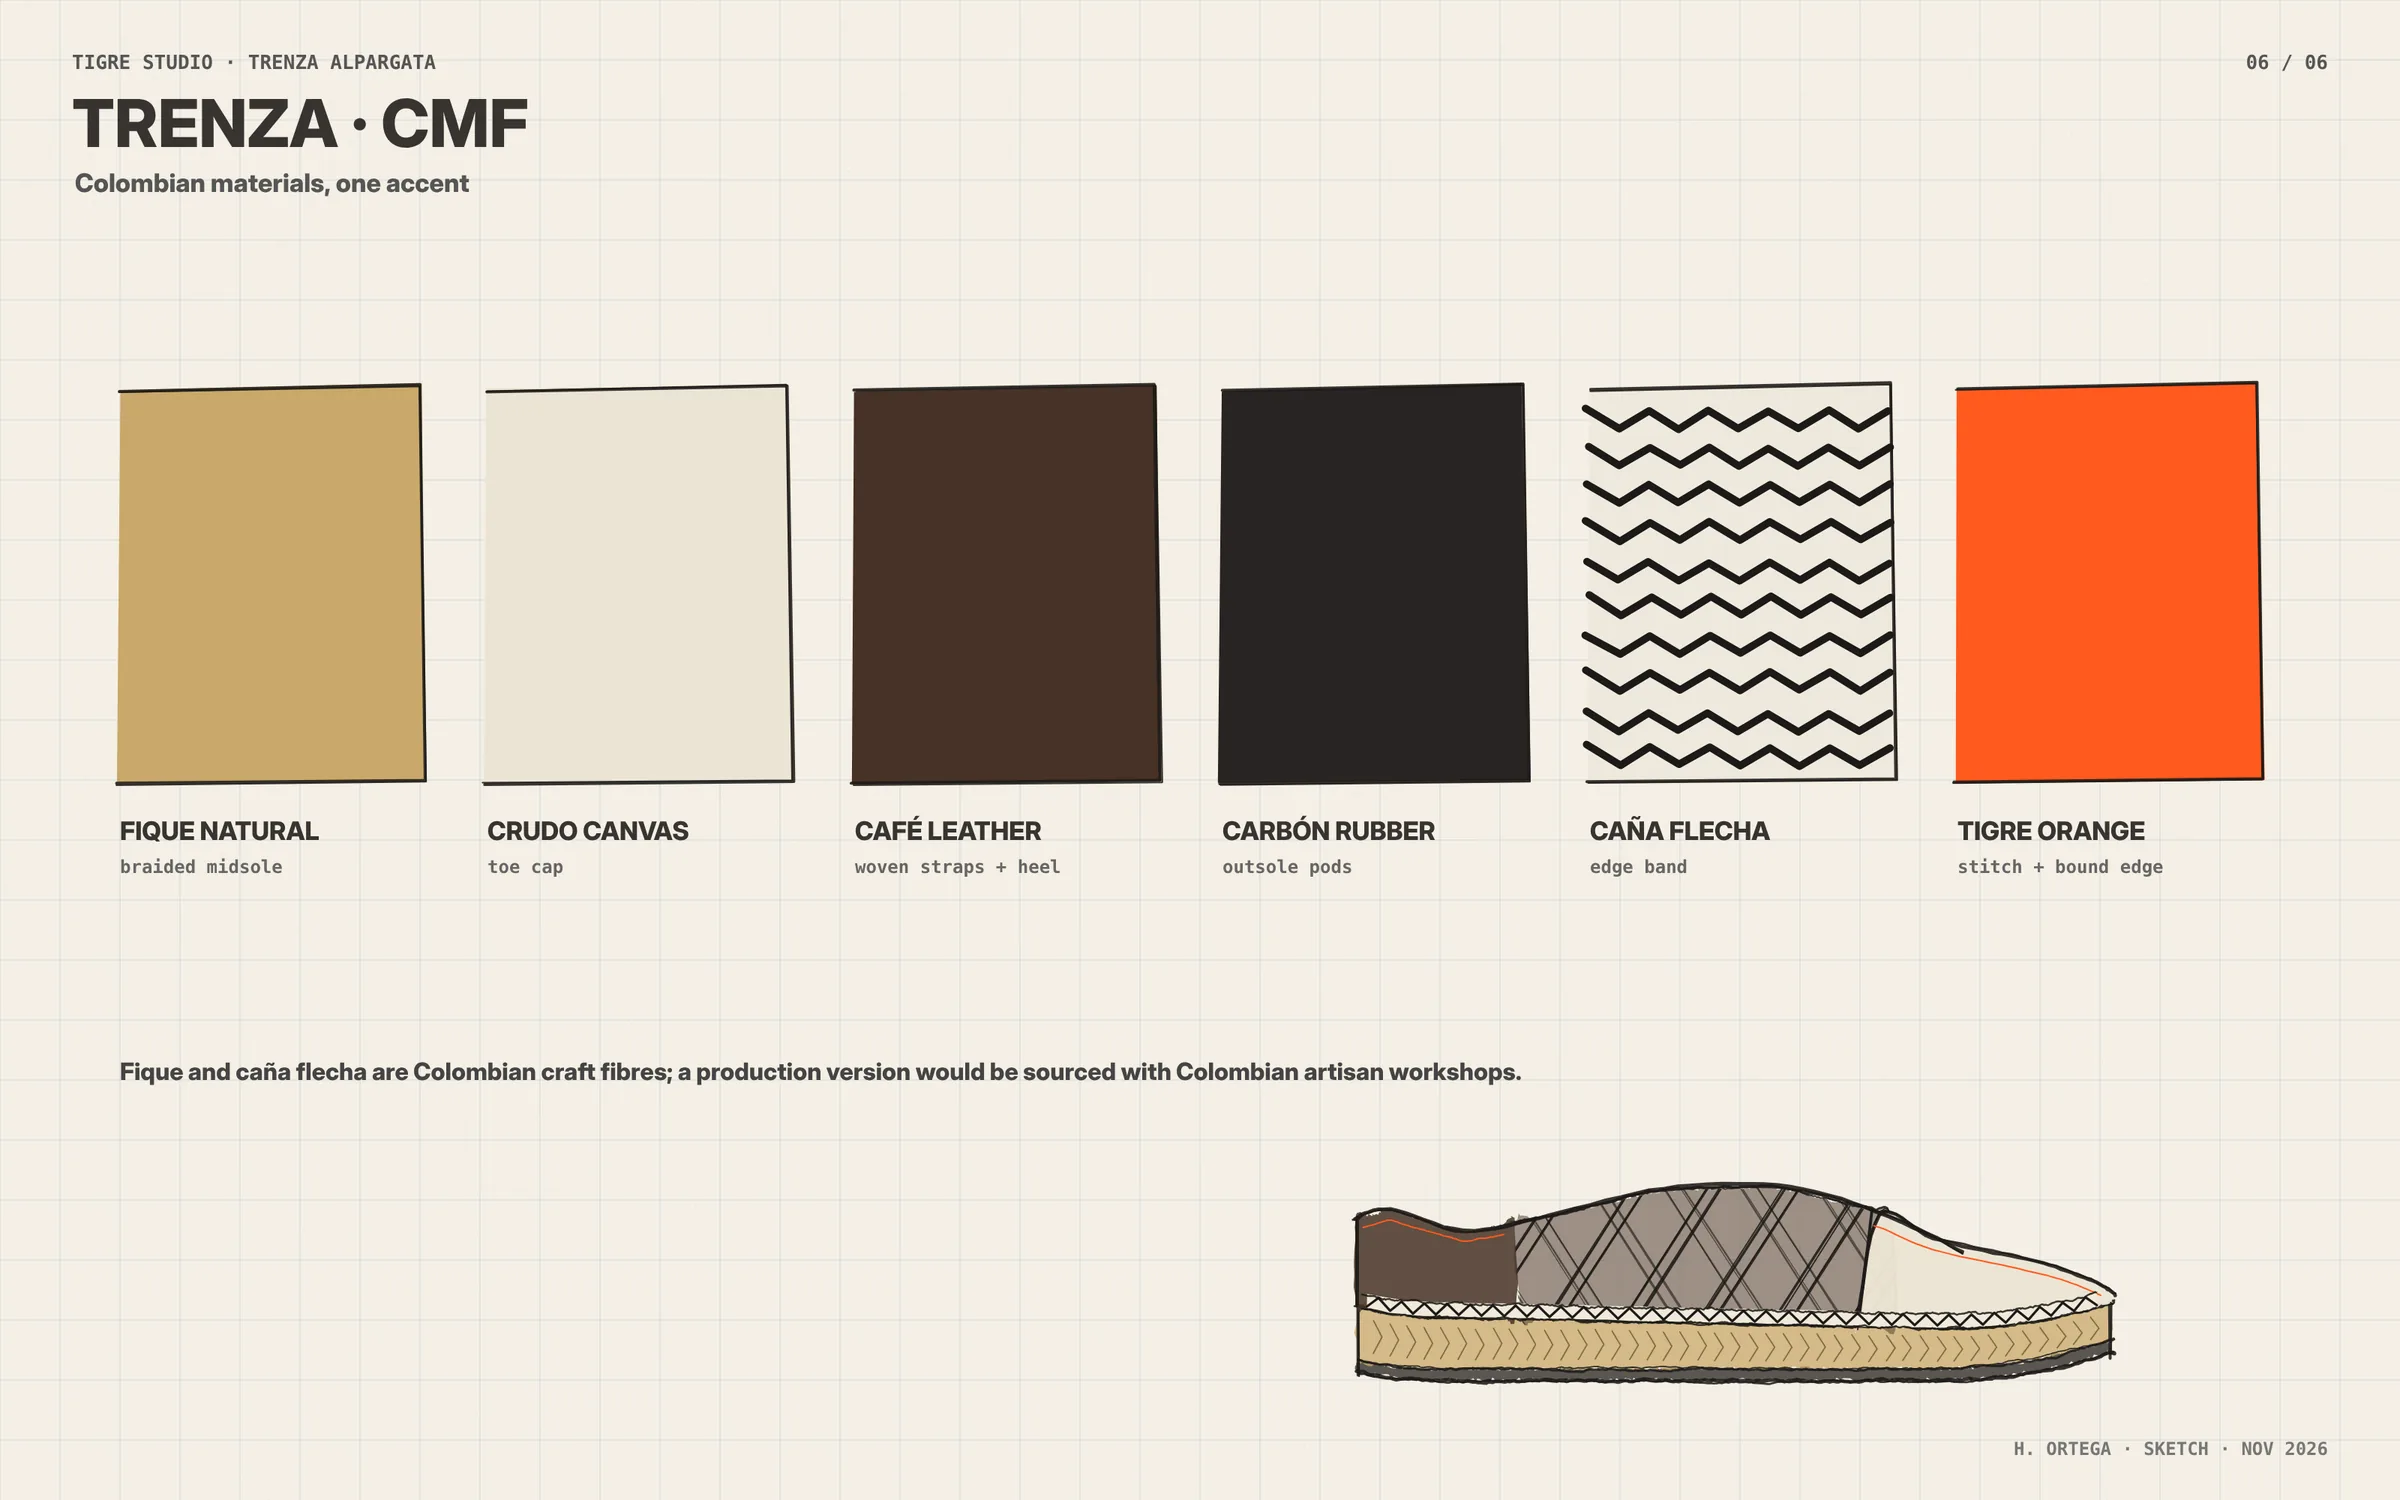 TIGRE STUDIO · TRENZA ALPARGATA
06 / 06
TRENZA · CMF
Colombian materials, one accent
FIQUE NATURAL
braided midsole
CRUDO CANVAS
toe cap
CAFÉ LEATHER
woven straps + heel
CARBÓN RUBBER
outsole pods
CAÑA FLECHA
edge band
TIGRE ORANGE
stitch + bound edge
Fique and caña flecha are Colombian craft fibres; a production version would be sourced with Colombian artisan workshops.
H. ORTEGA · SKETCH · NOV 2026